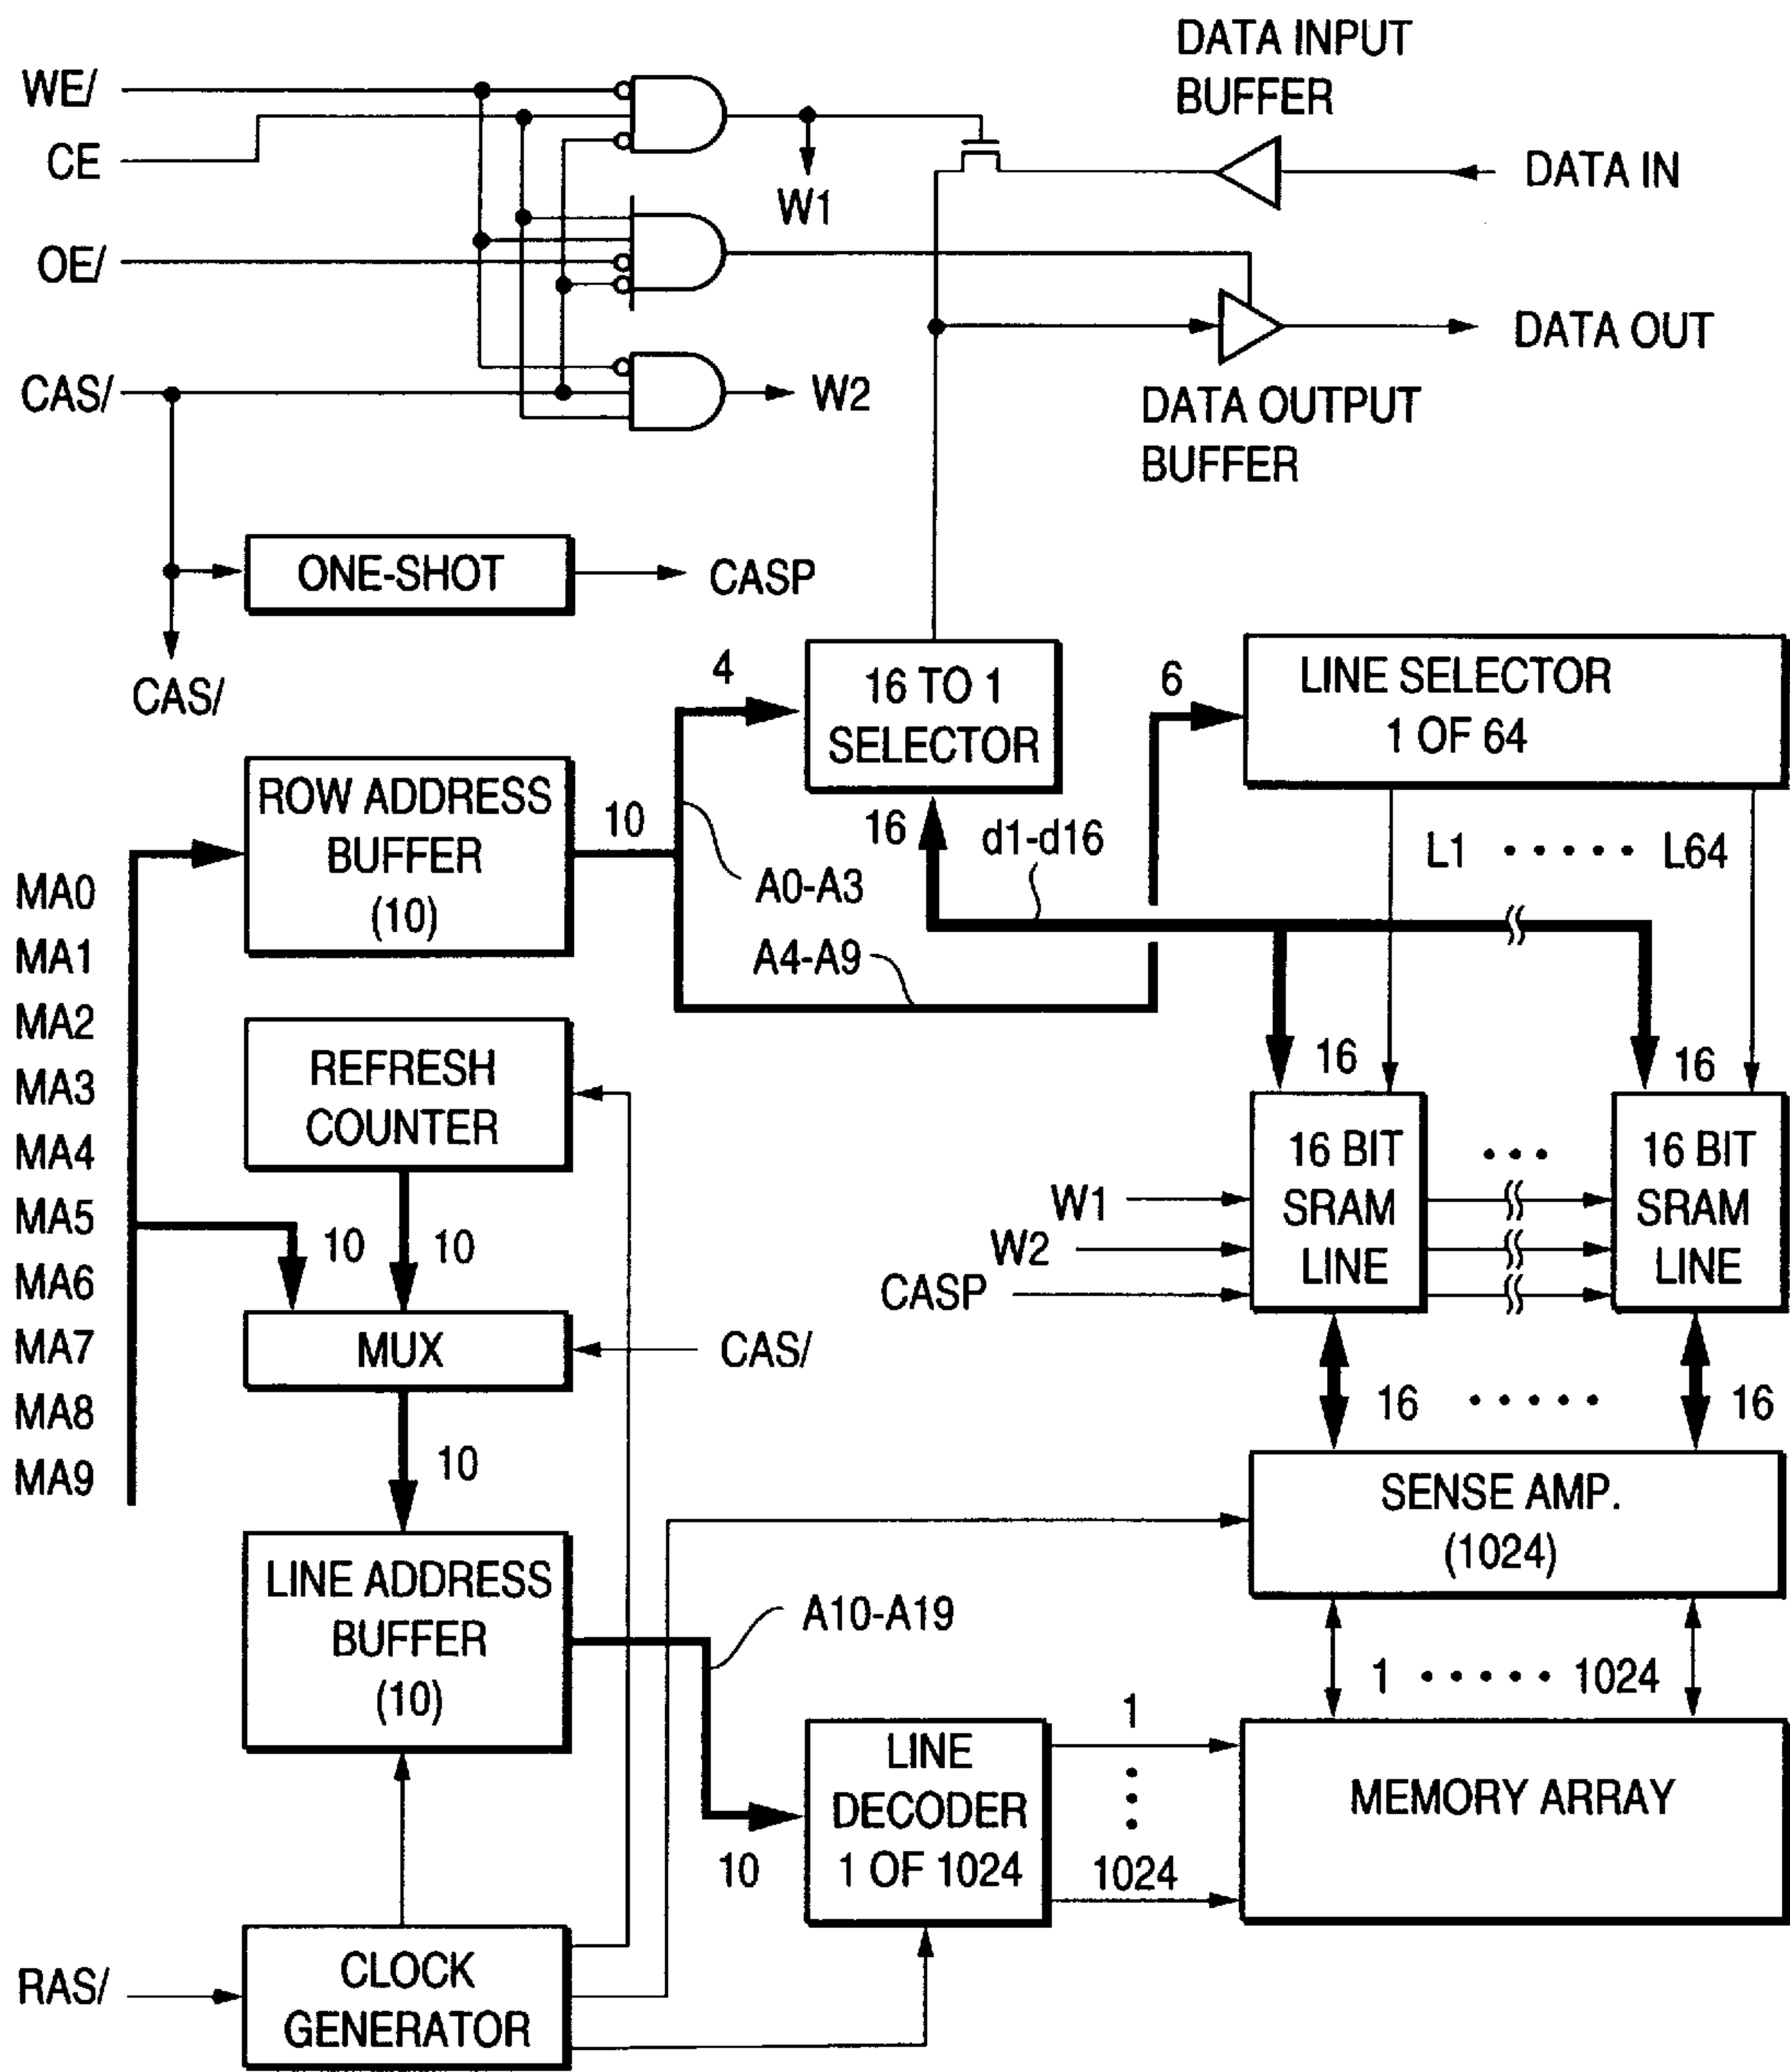 DATA INPUT
BUFFER
WE/
CE
W1
DATA IN
OE/
DATA OUT
CAS/
W2
DATA OUTPUT
BUFFER
ONE-SHOT
CASP
CAS/
4
16 TO 1
SELECTOR
6
LINE SELECTOR
1 OF 64
ROW ADDRESS
BUFFER
(10)
10
16
d1-d16
L1 ..... L64
A0-A3
A4-A9
MA0
MA1
MA2
MA3
MA4
MA5
MA6
MA7
MA8
MA9
REFRESH
COUNTER
16
16
16 BIT
SRAM
LINE
...
16 BIT
SRAM
LINE
W1
W2
CASP
10
10
MUX
CAS/
16 ..... 16
10
SENSE AMP.
(1024)
LINE ADDRESS
BUFFER
(10)
A10-A19
1 ..... 1024
10
LINE
DECODER
1 OF 1024
1
1024
MEMORY ARRAY
RAS/
CLOCK
GENERATOR